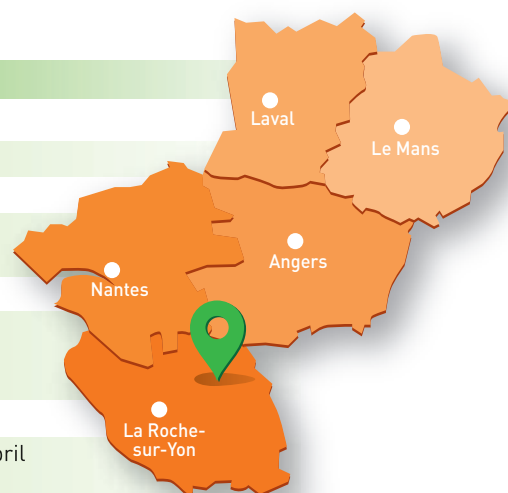 Laval
Le Mans
Angers
Nantes
La Roche-
sur-Yon